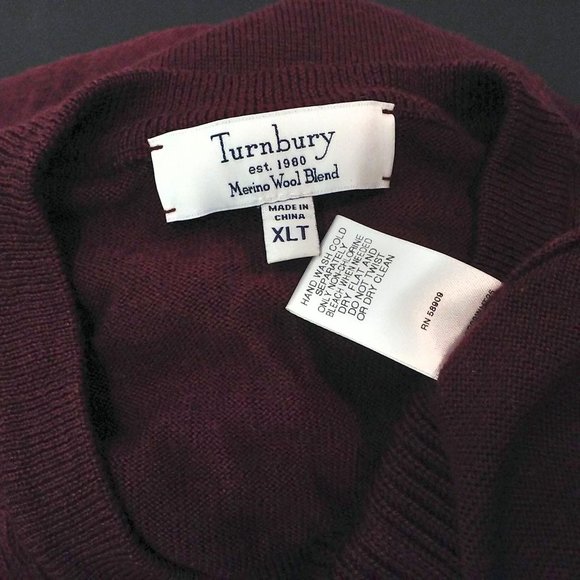 Turnbury
est. 1980
Merino Wool Blend
MADE IN
CHINA
XLT
HAND WASH COLD
SEPARATELY
ONLY NON-CHLORINE
BLEACH WHEN NEEDED
DRY FLAT AND
DO NOT TWIST
OR DRY CLEAN
RN 58909